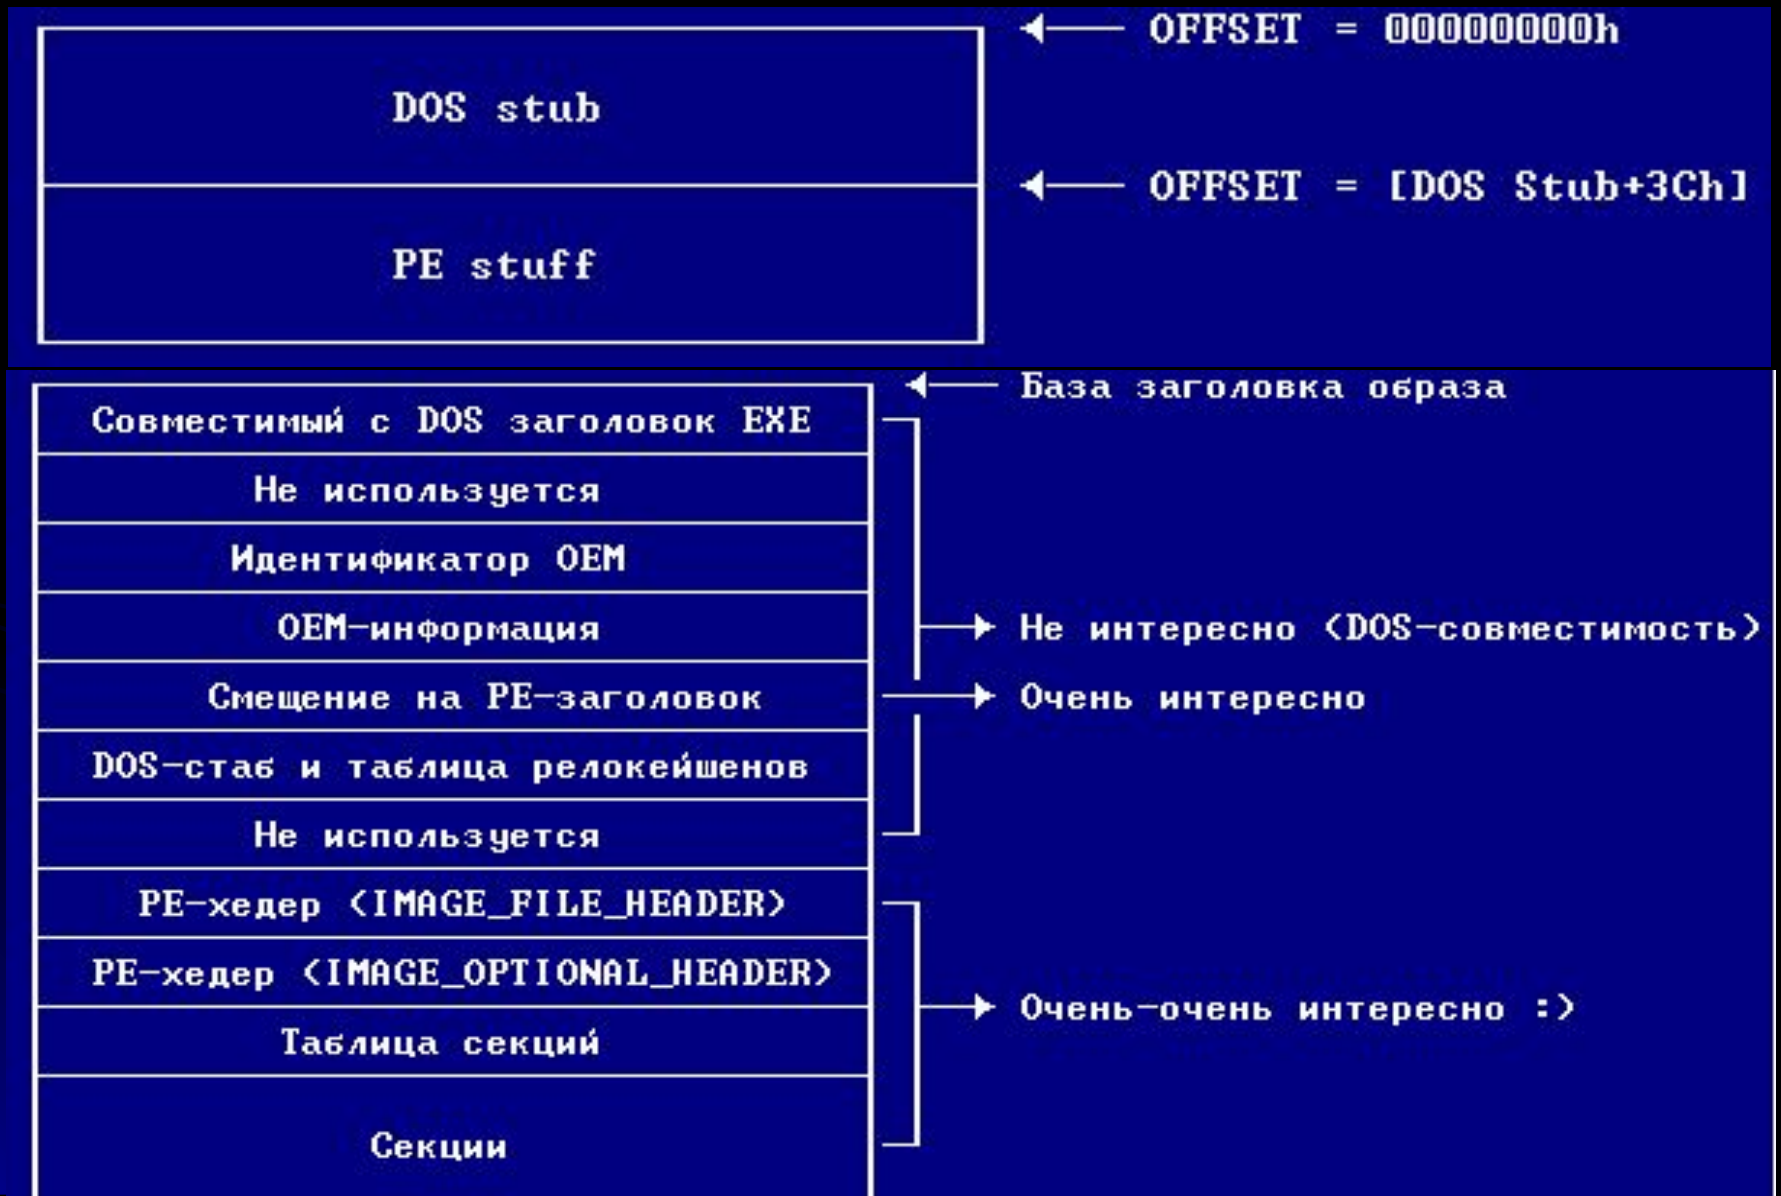 OFFSET = 00000000h
DOS stub
OFFSET = [DOS Stub+3Ch]
PE stuff
База заголовка образа
Совместимый с DOS заголовок EXE
Не используется
Идентификатор OEM
OEM-информация
Не интересно (DOS-совместимость)
Смещение на PE-заголовок
Очень интересно
DOS-стаб и таблица релокейшенов
Не используется
PE-хедер (IMAGE_FILE_HEADER)
PE-хедер (IMAGE_OPTIONAL_HEADER)
Очень-очень интересно :)
Таблица секций
Секции